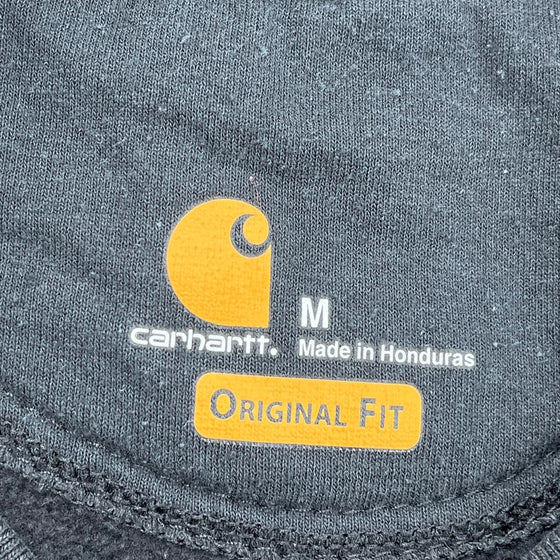 M
carhartt.
Made in Honduras
ORIGINAL FIT